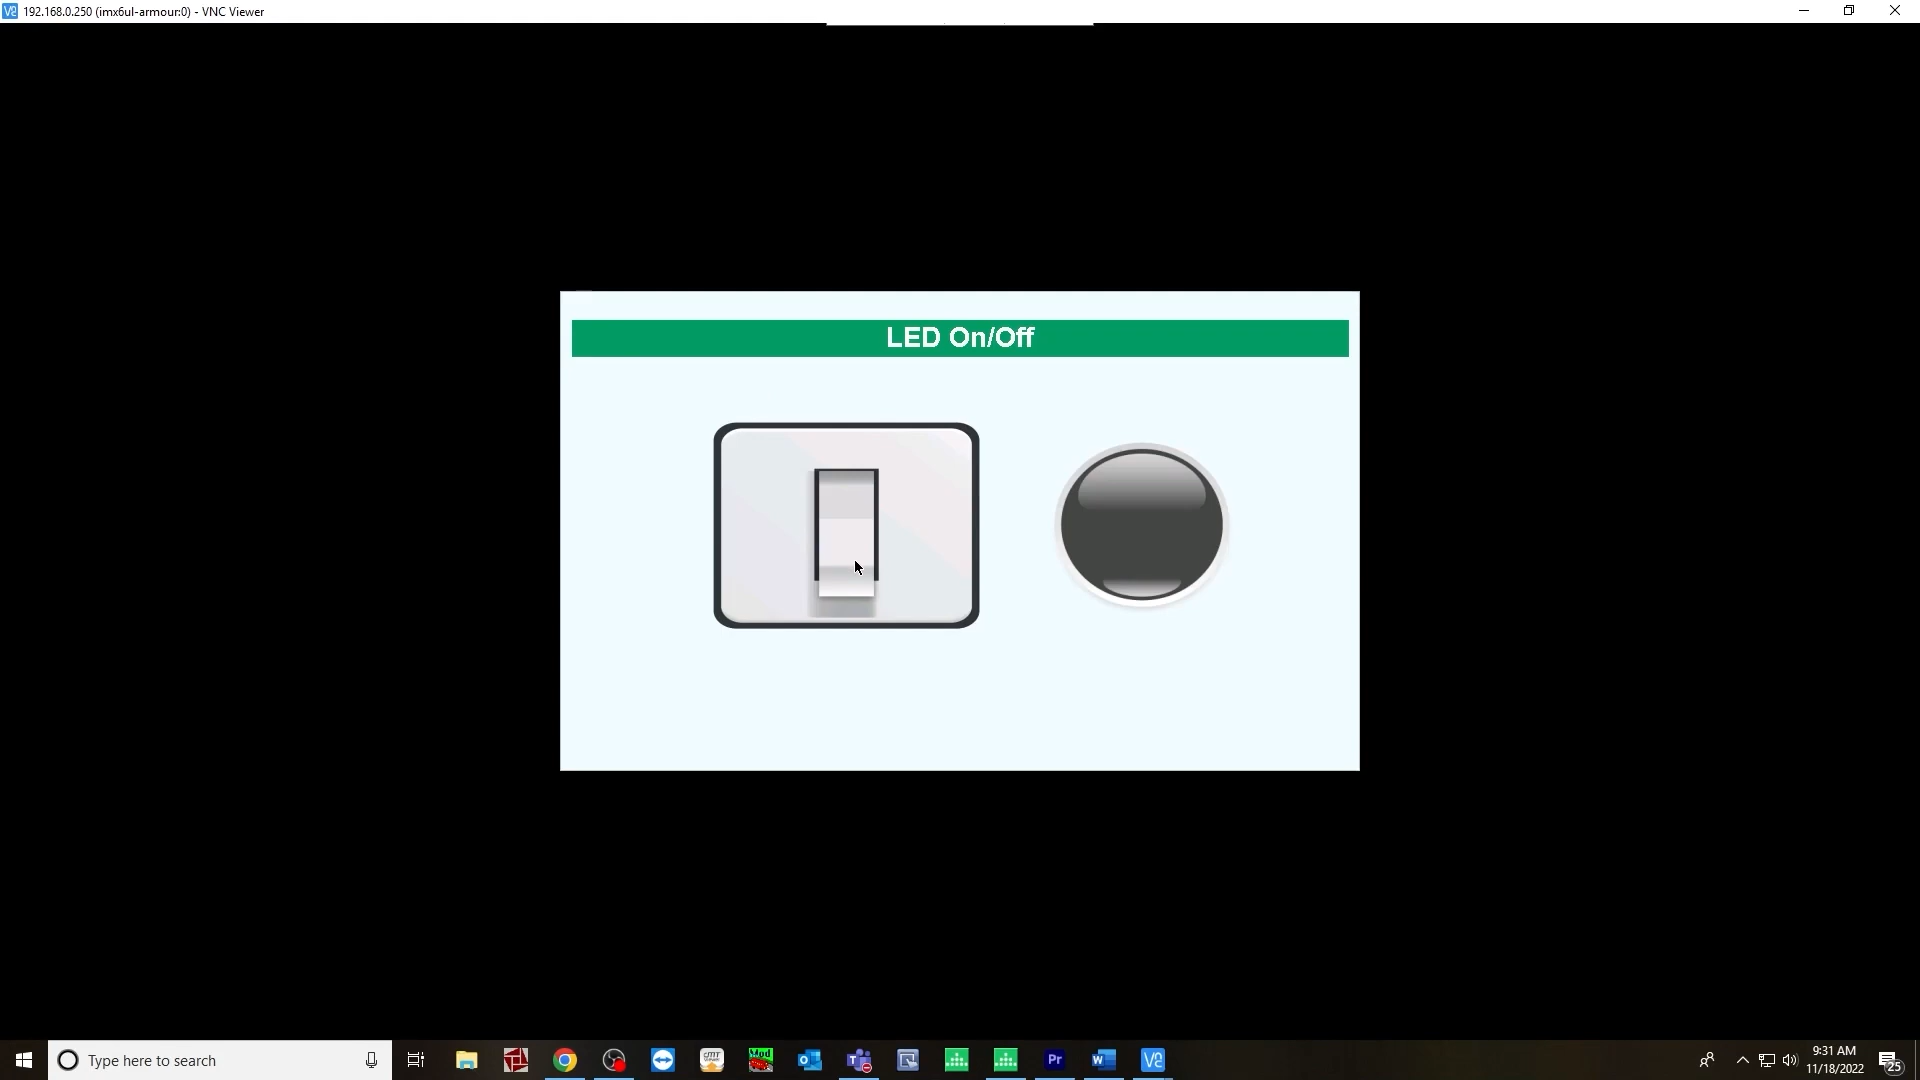 192.168.0.250 (imx6ul-armour:0) - VNC Viewer
LED On/Off
Type here to search
Pr
9:31 AM
11/18/2022
25